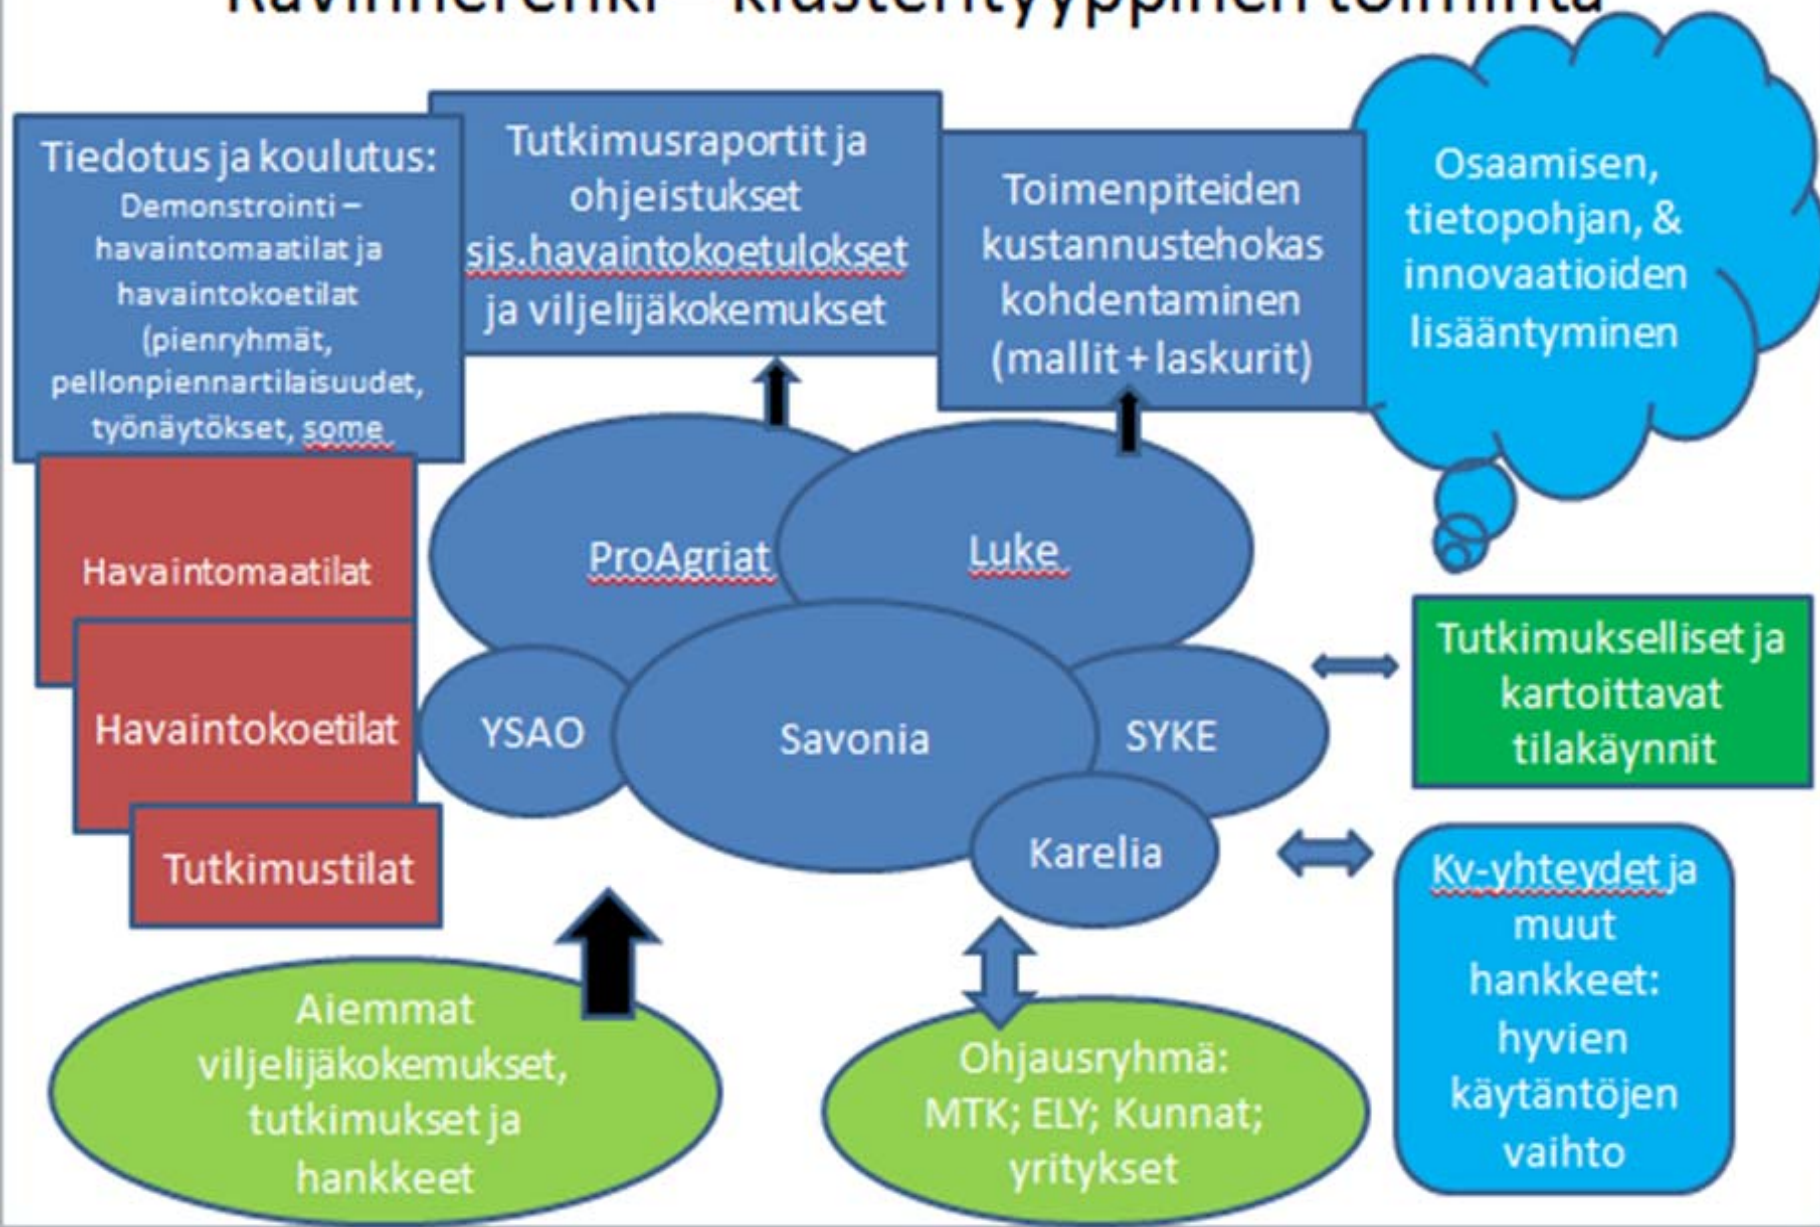 klusterityyppinen toiminta
Tiedotus ja koulutus:
Demonstrointi –
havaintomaatilat ja
havaintokoetilat
(pienryhmät,
pellonpiennartilaisuudet,
työnäytökset, some
Tutkimusraportit ja
ohjeistukset
sis.havaintokoetulokset
ja viljelijäkokemukset
Toimenpiteiden
kustannustehokas
kohdentaminen
(mallit + laskurit)
Osaamisen,
tietopohjan, &
innovaatioiden
lisääntyminen
Havaintomaatilat
Havaintokoetilat
Tutkimustilat
ProAgriat
Luke
YSAO
Savonia
SYKE
Karelia
Tutkimukselliset ja
kartoittavat
tilakäynnit
Kv-yhteydet ja
muut
hankkeet:
hyvien
käytäntöjen
vaihto
Aiemmat
viljelijäkokemukset,
tutkimukset ja
hankkeet
Ohjausryhmä:
MTK; ELY; Kunnat;
yritykset